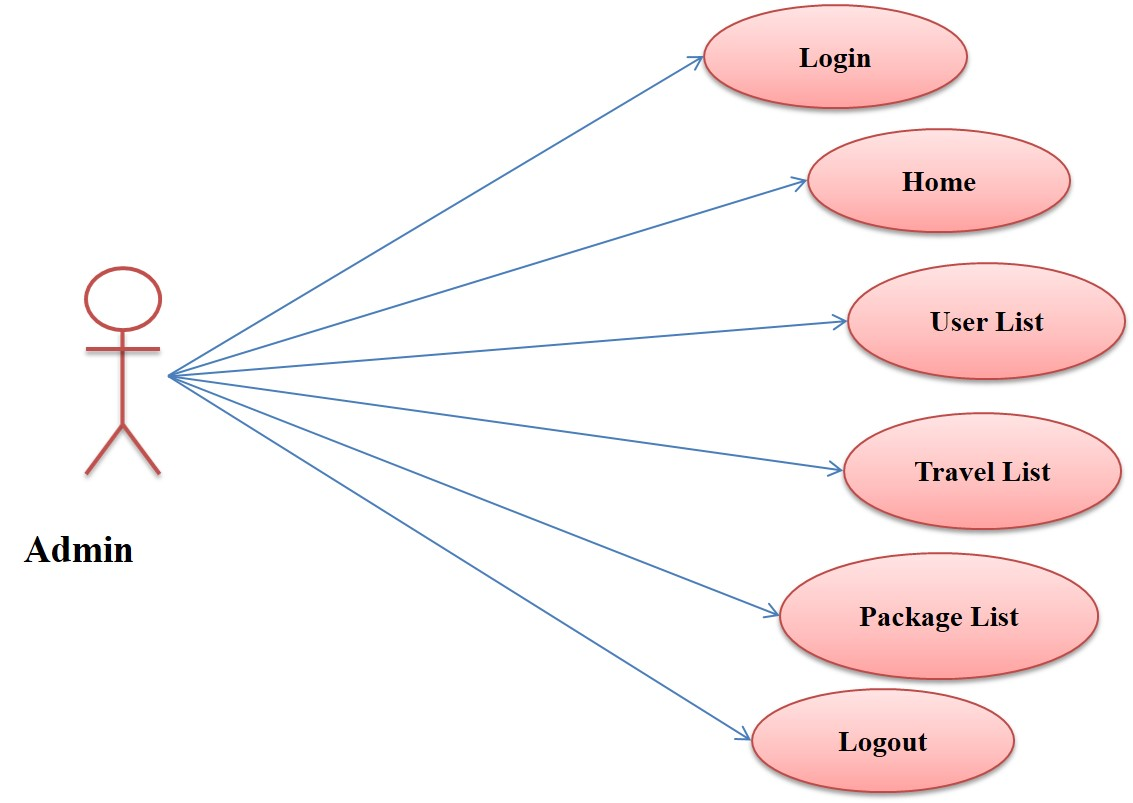 Login
Home
User List
Travel List
Admin
Package List
Logout